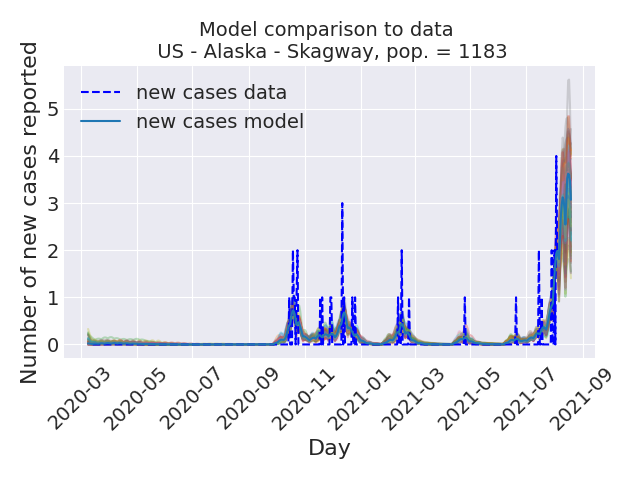 Model comparison to data
US - Alaska - Skagway, pop. = 1183
Number of new cases reported
new cases data
new cases model
5
4
3
2
1
0
2020-03
2020-05
2020-07
2020-09
2020-11
2021-01
2021-03
2021-05
2021-07
2021-09
Day